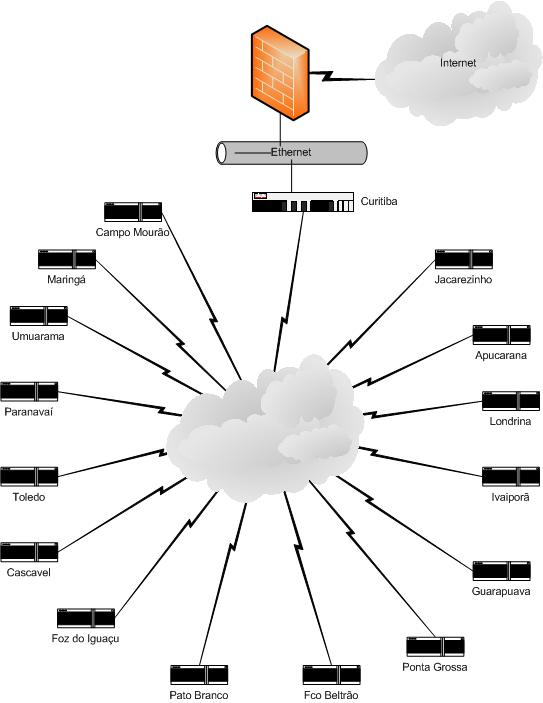 Internet
Ethernet
Curitiba
Campo Mourão
Maringá
Jacarezinho
Umuarama
Apucarana
Paranavaí
Londrina
Toledo
Ivaiporã
Cascavel
Guarapuava
Foz do Iguaçu
Ponta Grossa
Pato Branco
Fco Beltrão